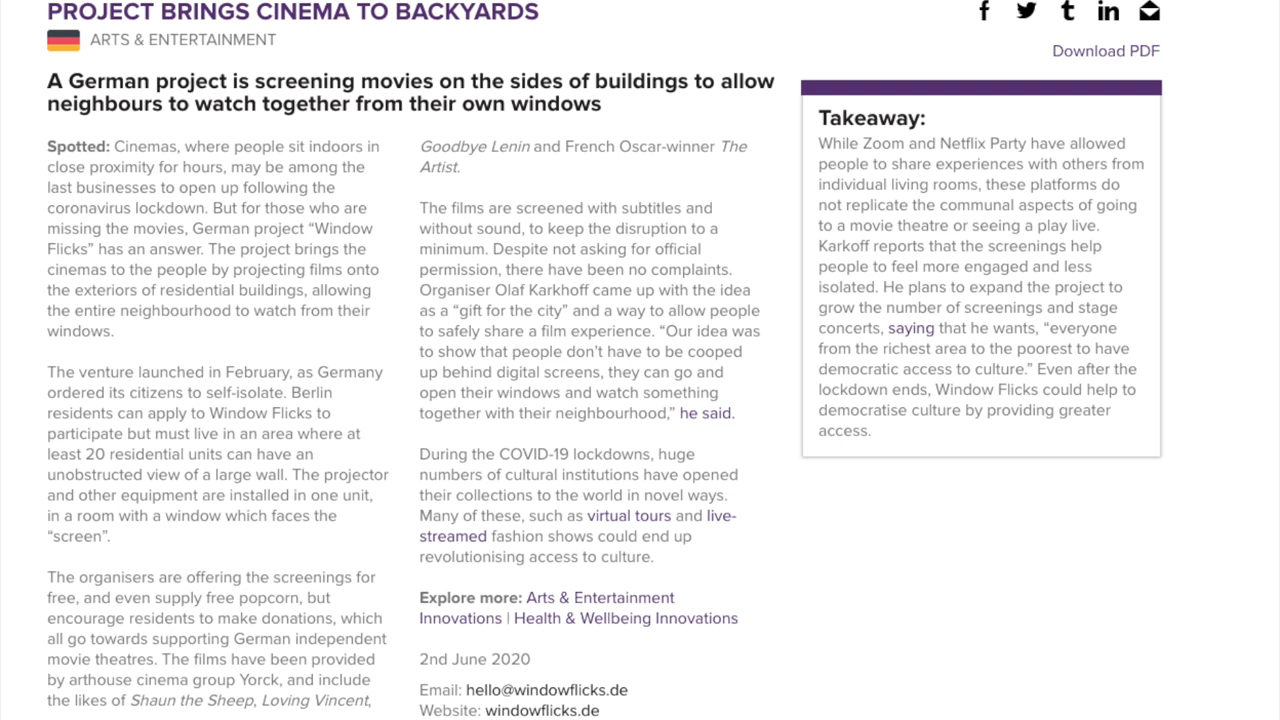 PROJECT BRINGS CINEMA TO BACKYARDS
ARTS & ENTERTAINMENT
Download PDF
A German project is screening movies on the sides of buildings to allow
neighbours to watch together from their own windows
Spotted: Cinemas, where people sit indoors in
close proximity for hours, may be among the
last businesses to open up following the
coronavirus lockdown. But for those who are
missing the movies, German project “Window
Flicks” has an answer. The project brings the
cinemas to the people by projecting films onto
the exteriors of residential buildings, allowing
the entire neighbourhood to watch from their
windows.
The venture launched in February, as Germany
ordered its citizens to self-isolate. Berlin
residents can apply to Window Flicks to
participate but must live in an area where at
least 20 residential units can have an
unobstructed view of a large wall. The projector
and other equipment are installed in one unit,
in a room with a window which faces the
“screen”.
The organisers are offering the screenings for
free, and even supply free popcorn, but
encourage residents to make donations, which
all go towards supporting German independent
movie theatres. The films have been provided
by arthouse cinema group Yorck, and include
the likes of Shaun the Sheep, Loving Vincent,
Goodbye Lenin and French Oscar-winner The
Artist.
The films are screened with subtitles and
without sound, to keep the disruption to a
minimum. Despite not asking for official
permission, there have been no complaints.
Organiser Olaf Karkhoff came up with the idea
as a “gift for the city” and a way to allow people
to safely share a film experience. “Our idea was
to show that people don’t have to be cooped
up behind digital screens, they can go and
open their windows and watch something
together with their neighbourhood,” he said.
During the COVID-19 lockdowns, huge
numbers of cultural institutions have opened
their collections to the world in novel ways.
Many of these, such as virtual tours and live-
streamed fashion shows could end up
revolutionising access to culture.
Explore more: Arts & Entertainment
Innovations | Health & Wellbeing Innovations
2nd June 2020
Email: hello@windowflicks.de
Website: windowflicks.de
Takeaway:
While Zoom and Netflix Party have allowed
people to share experiences with others from
individual living rooms, these platforms do
not replicate the communal aspects of going
to a movie theatre or seeing a play live.
Karkoff reports that the screenings help
people to feel more engaged and less
isolated. He plans to expand the project to
grow the number of screenings and stage
concerts, saying that he wants, “everyone
from the richest area to the poorest to have
democratic access to culture.” Even after the
lockdown ends, Window Flicks could help to
democratise culture by providing greater
access.